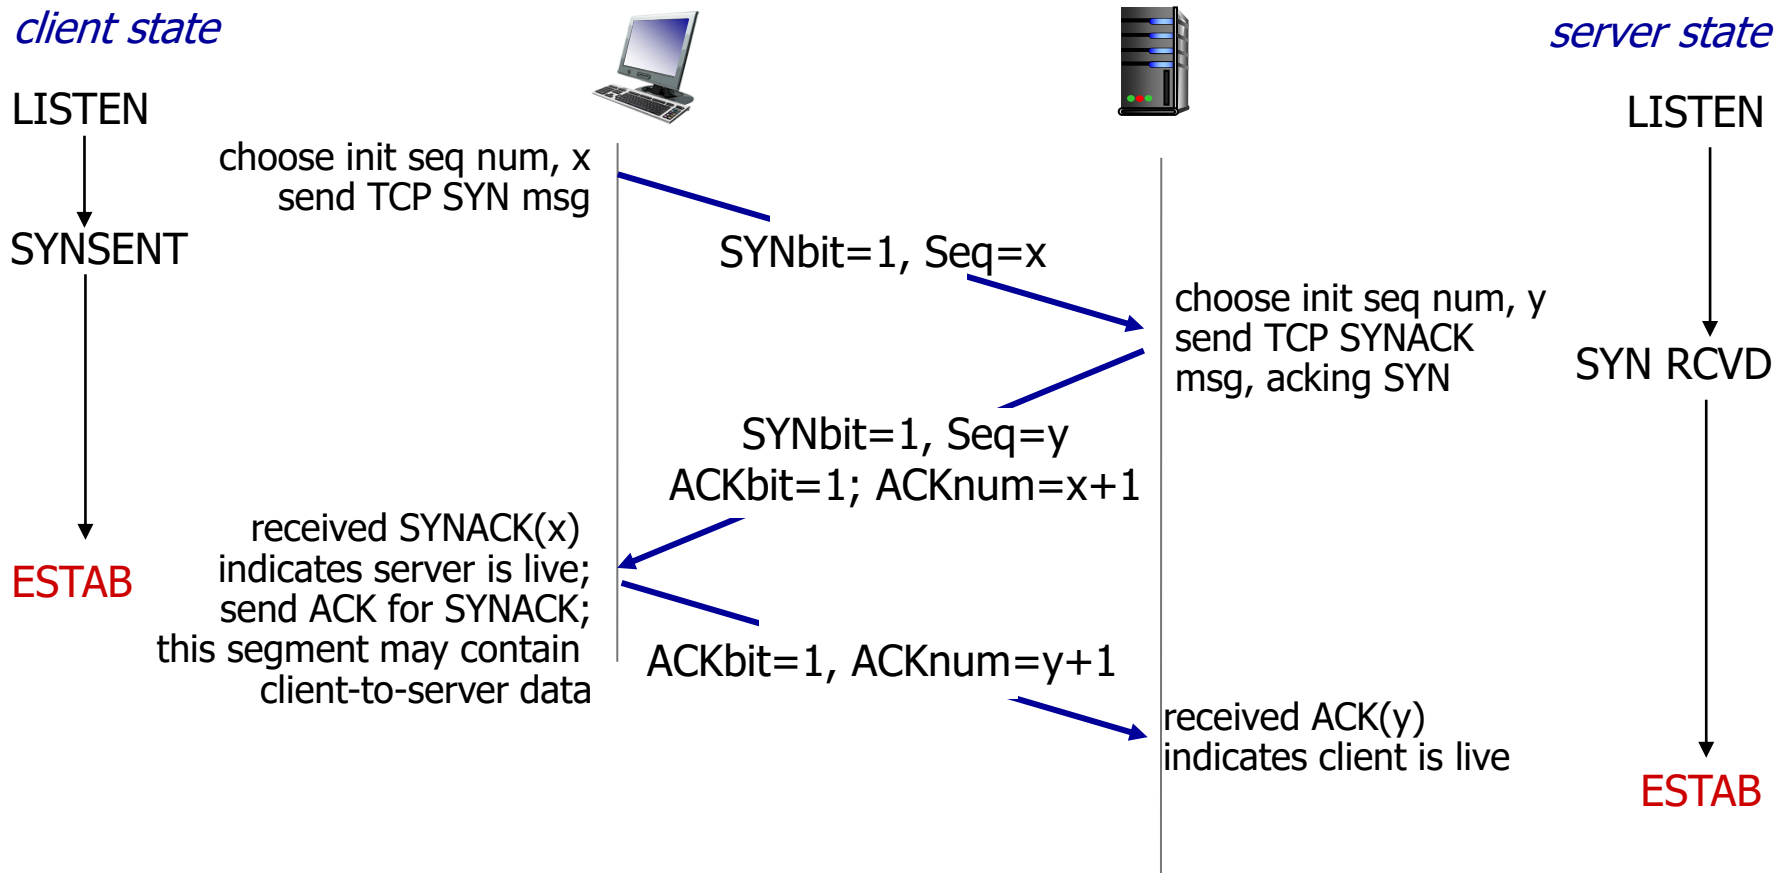 client state
server state
LISTEN
LISTEN
choose init seq num, x
send TCP SYN msg
SYNSENT
SYNbit=1, Seq=x
choose init seq num, y
send TCP SYNACK
msg, acking SYN
SYN RCVD
SYNbit=1, Seq=y
ACKbit=1; ACKnum=x+1
received SYNACK(x)
indicates server is live;
send ACK for SYNACK;
this segment may contain
client-to-server data
ESTAB
ACKbit=1, ACKnum=y+1
received ACK(y)
indicates client is live
ESTAB